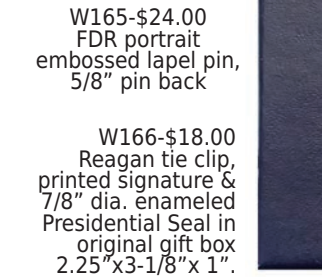 W165-$24.00
FDR portrait
embossed lapel pin,
5/8” pin back
W166-$18.00
Reagan tie clip,
printed signature &
7/8” dia. enameled
Presidential Seal in
original gift box
2.25”x3-1/8”x 1”.